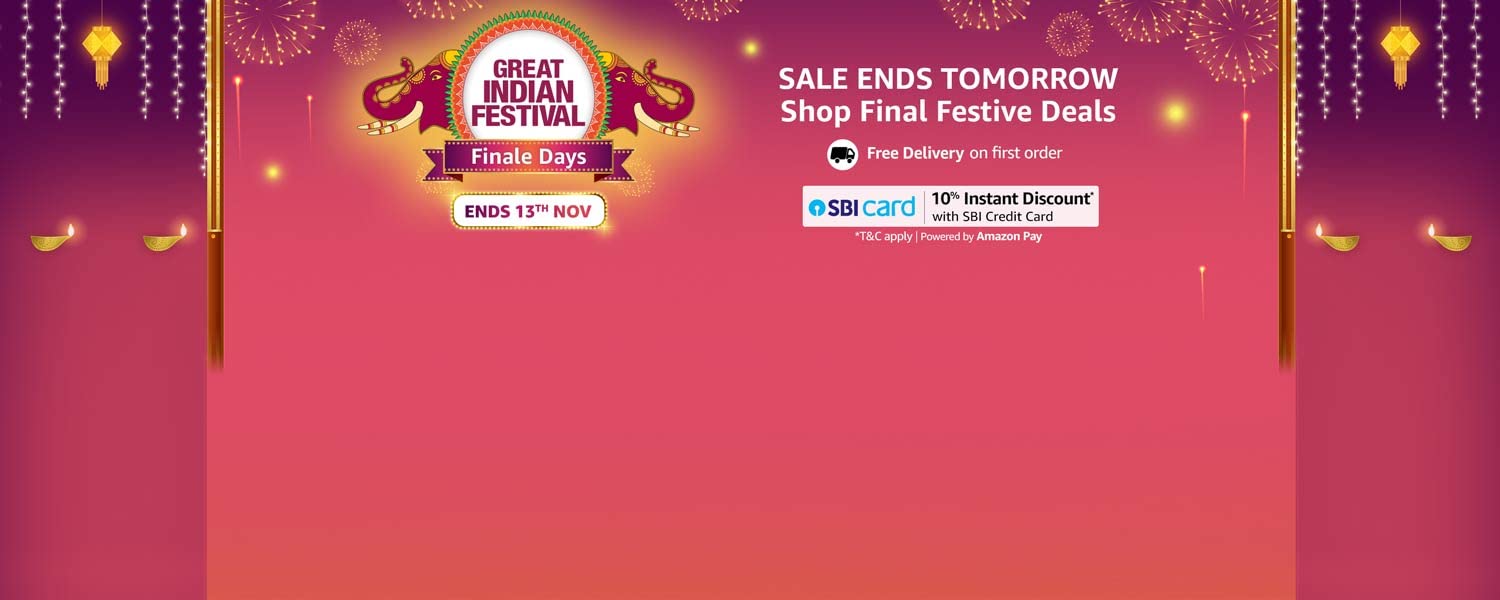 GREAT
INDIAN
FESTIVAL
Finale Days
ENDS 13TH NOV
SALE ENDS TOMORROW
Shop Final Festive Deals
Free Delivery on first order
SBI card
10% Instant Discount*
with SBI Credit Card
*T&C apply | Powered by Amazon Pay